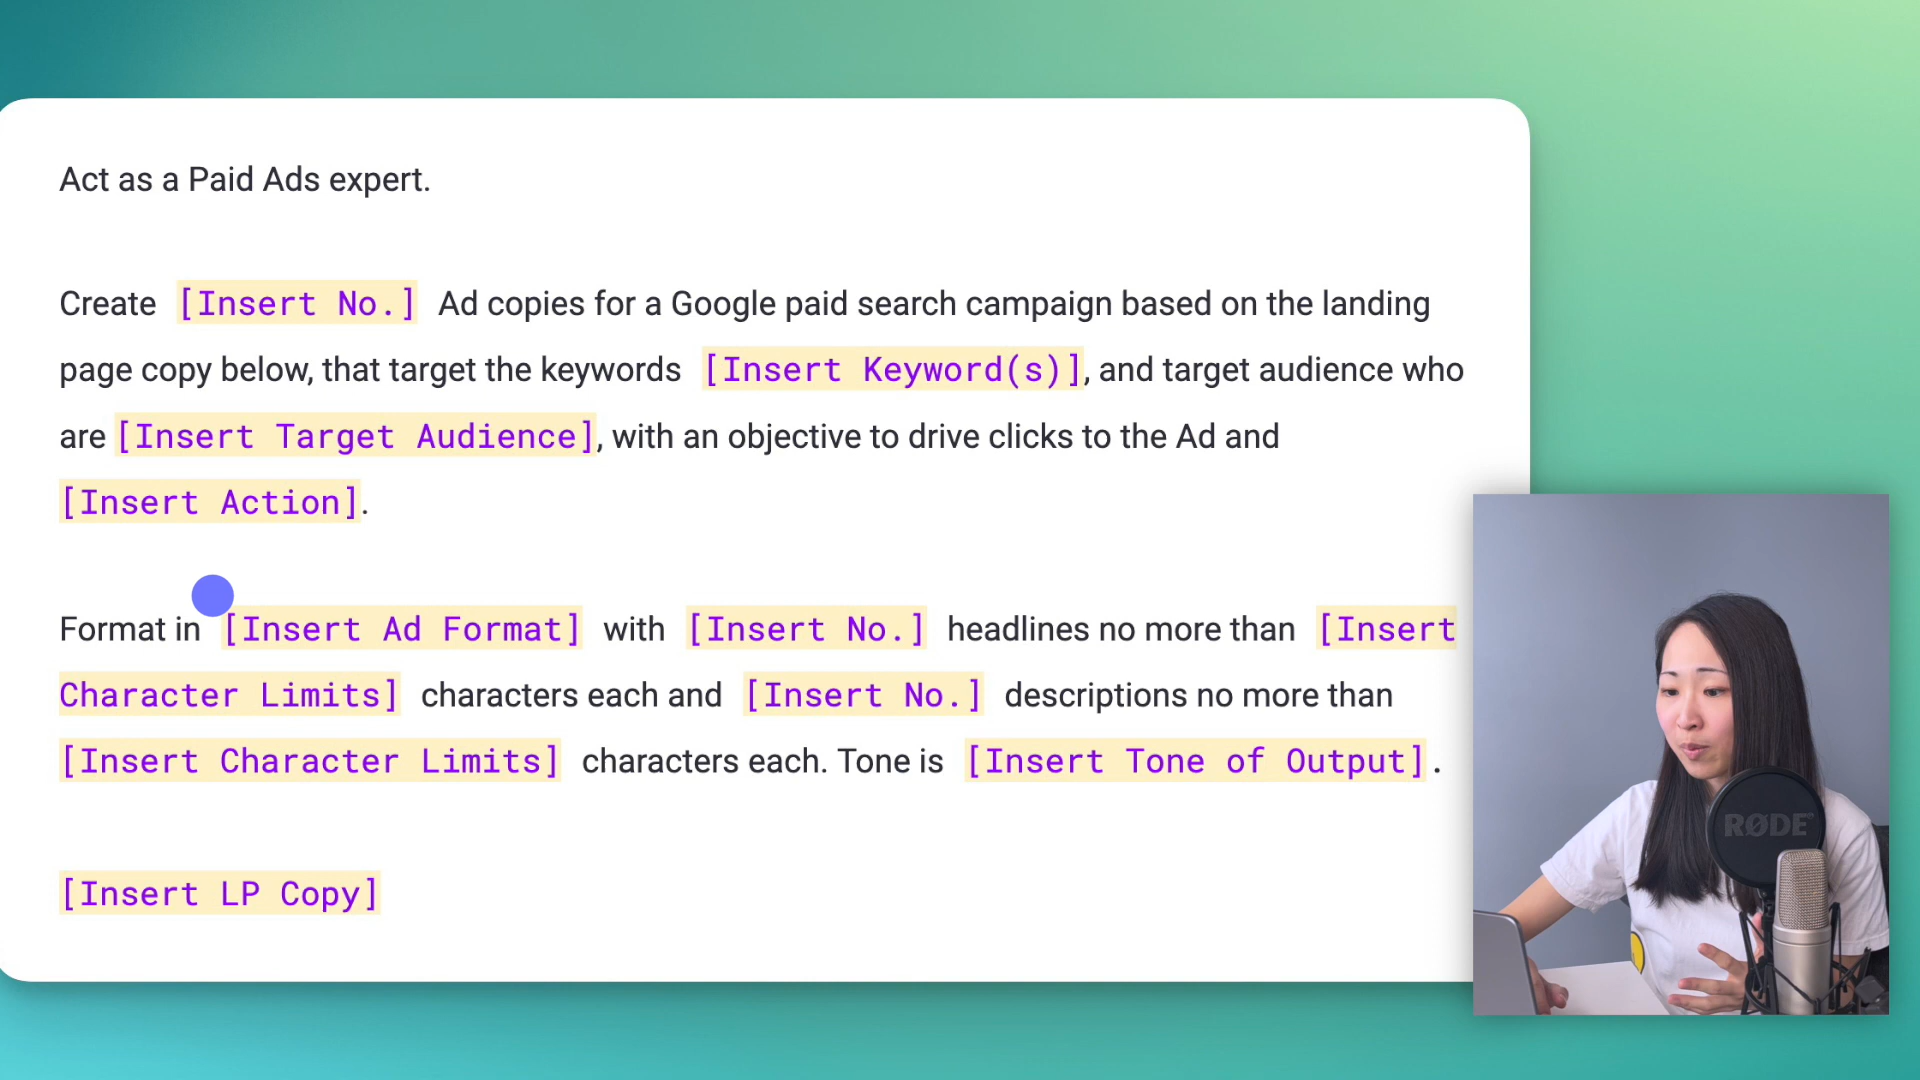 Act as a Paid Ads expert.
Create [Insert No.] Ad copies for a Google paid search campaign based on the landing
page copy below, that target the keywords [Insert Keyword(s)], and target audience who
are [Insert Target Audience], with an objective to drive clicks to the Ad and
[Insert Action].
Format in [Insert Ad Format] with [Insert No.] headlines no more than [Insert
Character Limits] characters each and [Insert No.] descriptions no more than
[Insert Character Limits] characters each. Tone is [Insert Tone of Output].
[Insert LP Copy]
RØDE